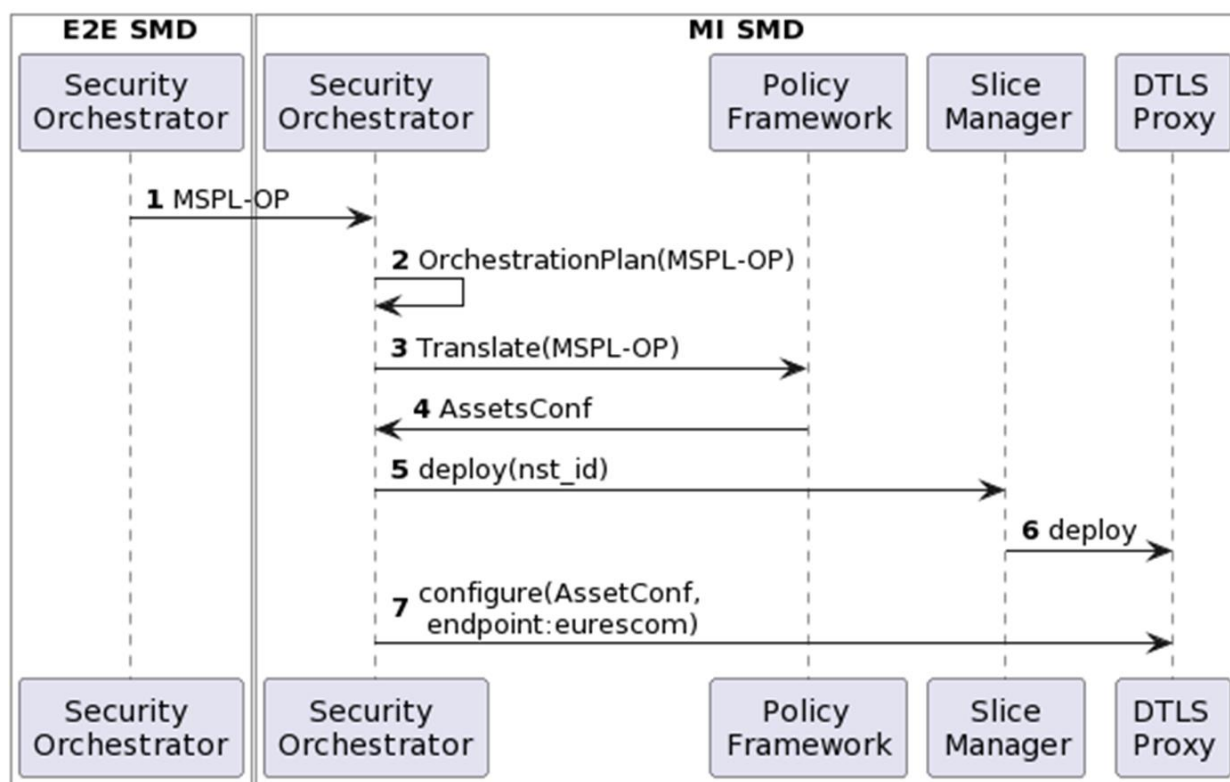 E2E SMD
MI SMD
Security
Orchestrator
Security
Orchestrator
Policy
Framework
Slice
Manager
DTLS
Proxy
1 MSPL-OP
2 OrchestrationPlan(MSPL-OP)
3 Translate(MSPL-OP)
4 AssetsConf
5 deploy(nst_id)
6 deploy
7 configure(AssetConf,
endpoint:eurescom)
Security
Orchestrator
Security
Orchestrator
Policy
Framework
Slice
Manager
DTLS
Proxy